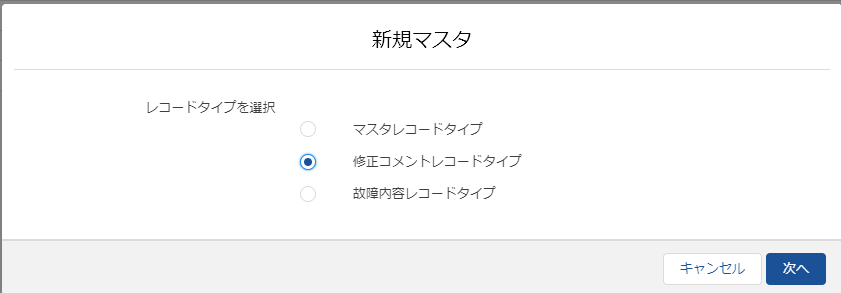 新規マスタ
レコードタイプを選択
マスタレコードタイプ
修正コメントレコードタイプ
故障内容レコードタイプ
キャンセル
次へ